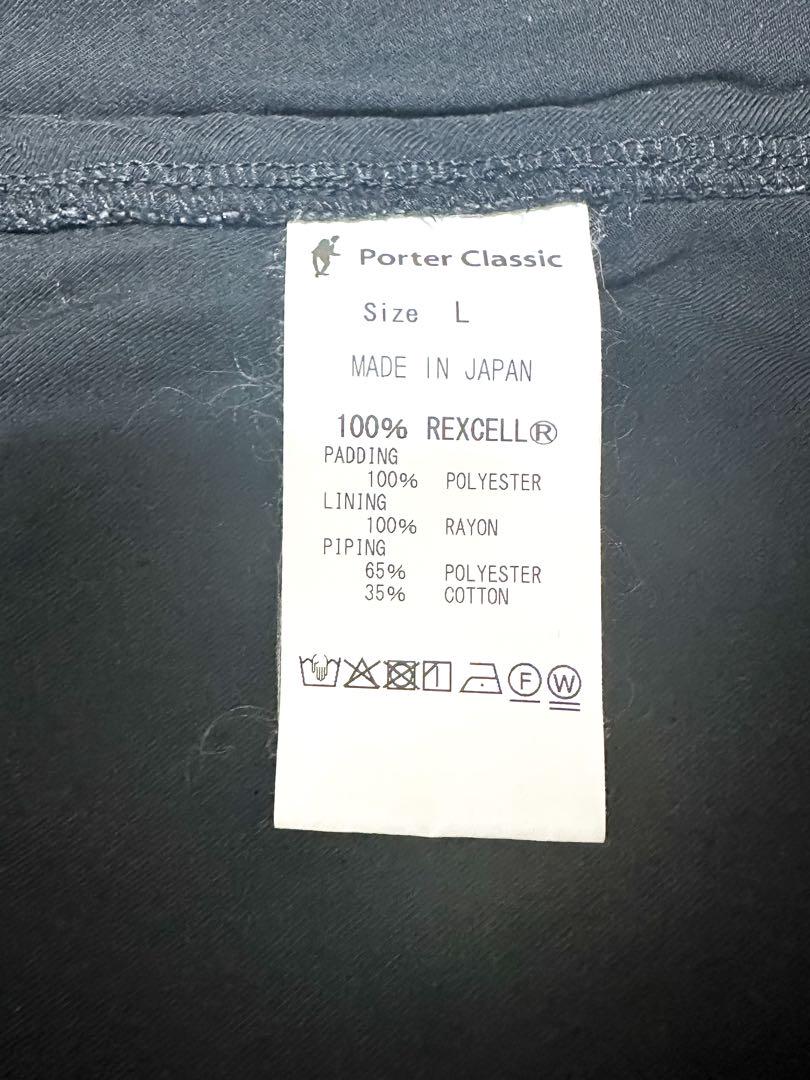 Porter Classic
Size L
MADE IN JAPAN
100% REXCELL®
PADDING
100% POLYESTER
LINING
100% RAYON
PIPING
65% POLYESTER
35% COTTON
F W